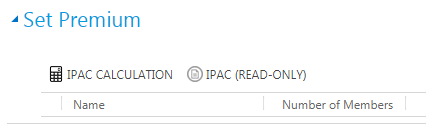 Set Premium
IPAC CALCULATION IPAC (READ-ONLY)
Name Number of Members